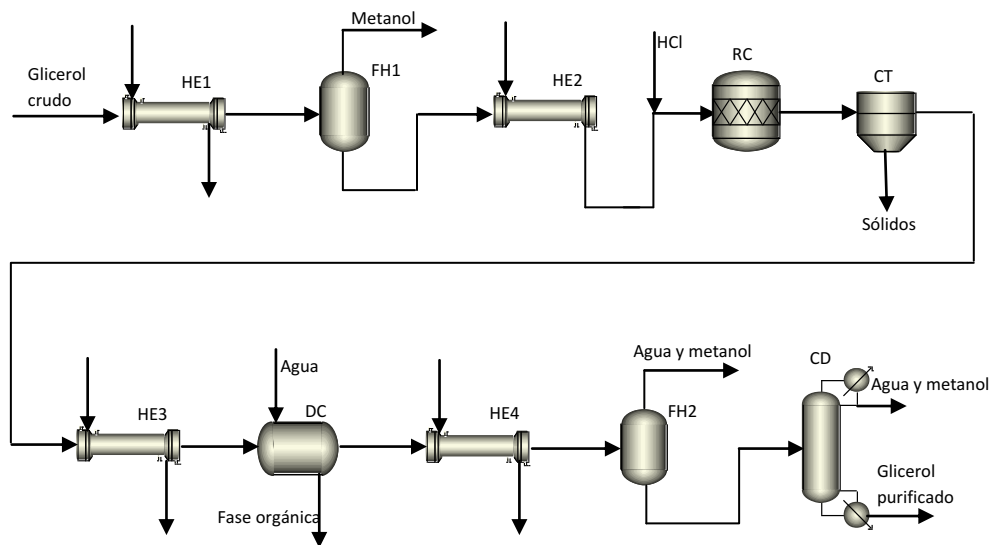 Metanol
Glicerol
crudo
HE1
FH1
HE2
HCl
RC
CT
Sólidos
Agua
DC
HE3
Fase orgánica
HE4
Agua y metanol
FH2
CD
Agua y metanol
Glicerol
purificado